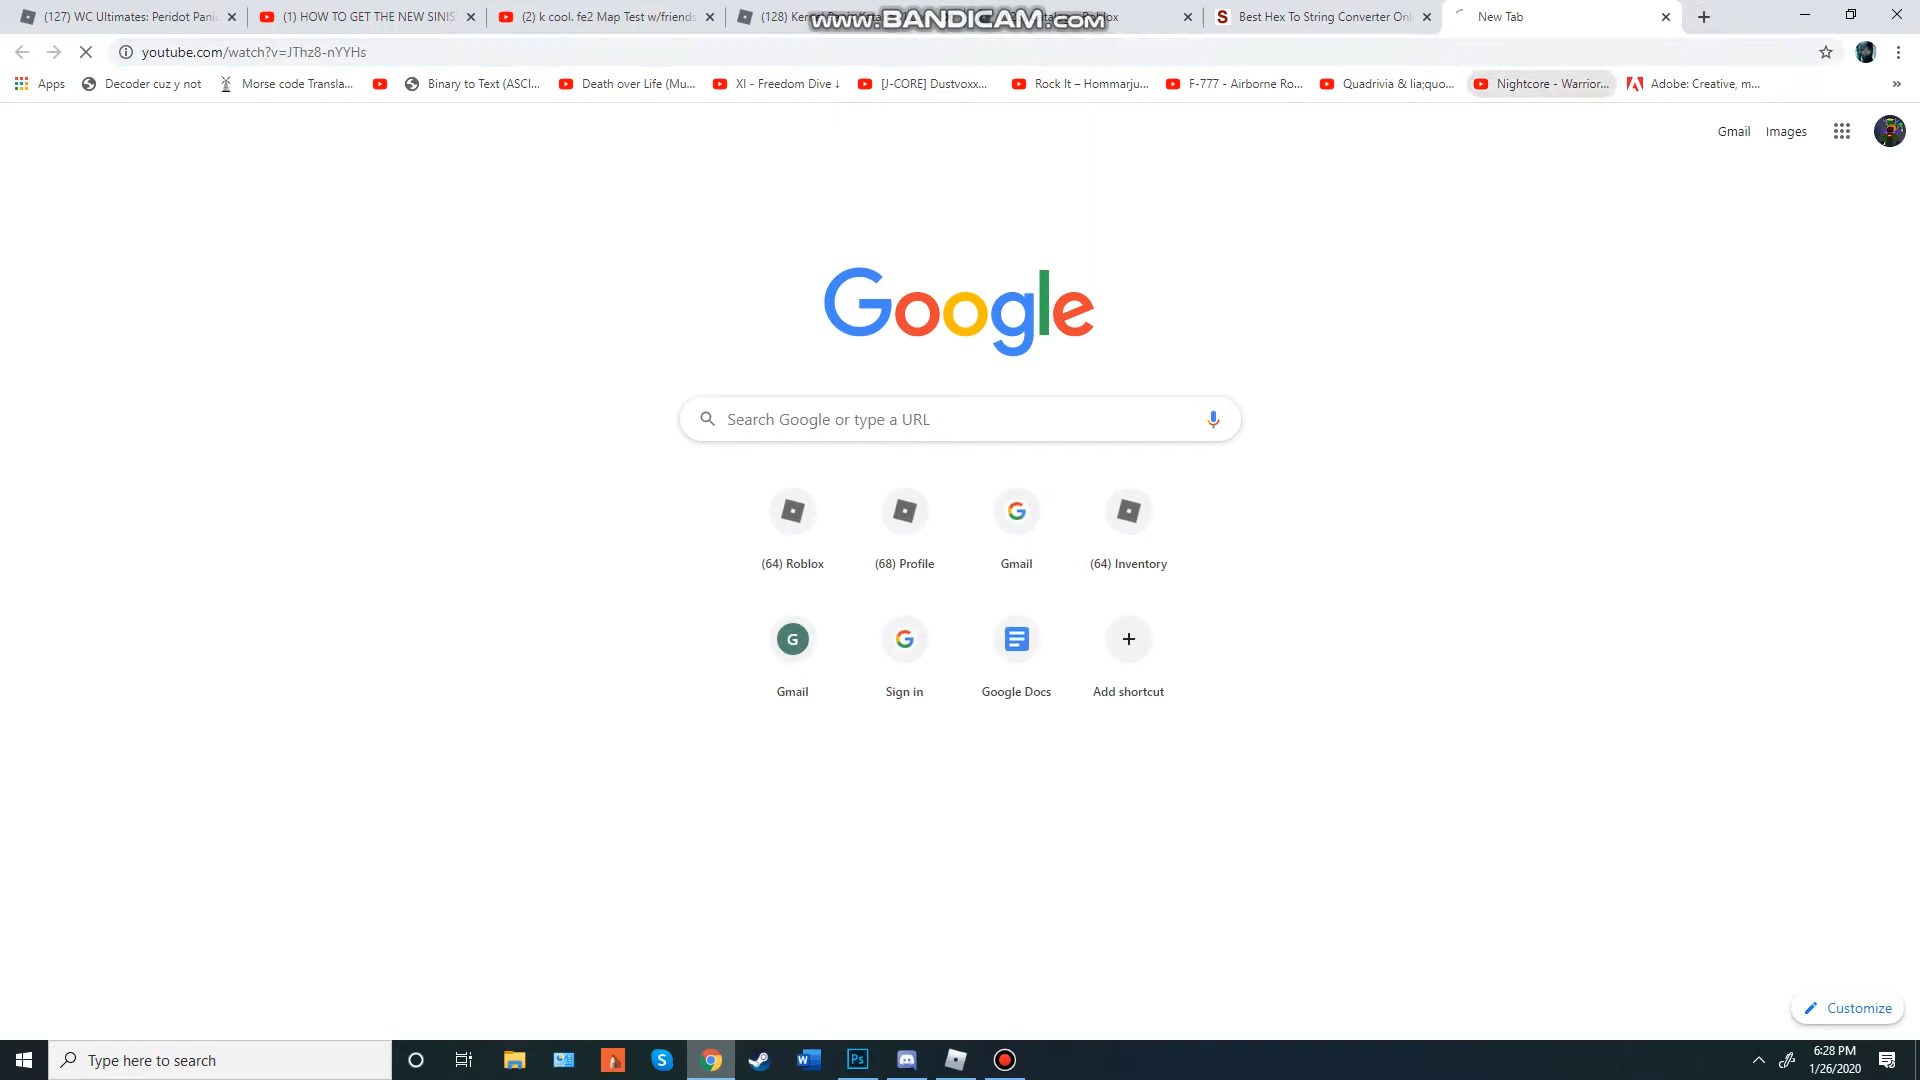 (127) WC Ultimates: Peridot Pani
(1) HOW TO GET THE NEW SINIS
(2) k cool. fe2 Map Test w/friends
www.BANDICAM.com
Best Hex To String Converter Onl
New Tab
youtube.com/watch?v=JThz8-nYYHs
Apps
Decoder cuz y not
Morse code Transla...
Binary to Text (ASCI...
Death over Life (Mu...
XI - Freedom Dive ↓
[J-CORE] Dustvoxx...
Rock It – Hommarju...
F-777 - Airborne Ro...
Quadrivia & lia;quo...
Nightcore - Warrior...
Adobe: Creative, m...
»
Gmail
Images
Google
Search Google or type a URL
(64) Roblox
(68) Profile
Gmail
(64) Inventory
G
Gmail
Sign in
Google Docs
Add shortcut
Customize
Type here to search
6:28 PM
1/26/2020